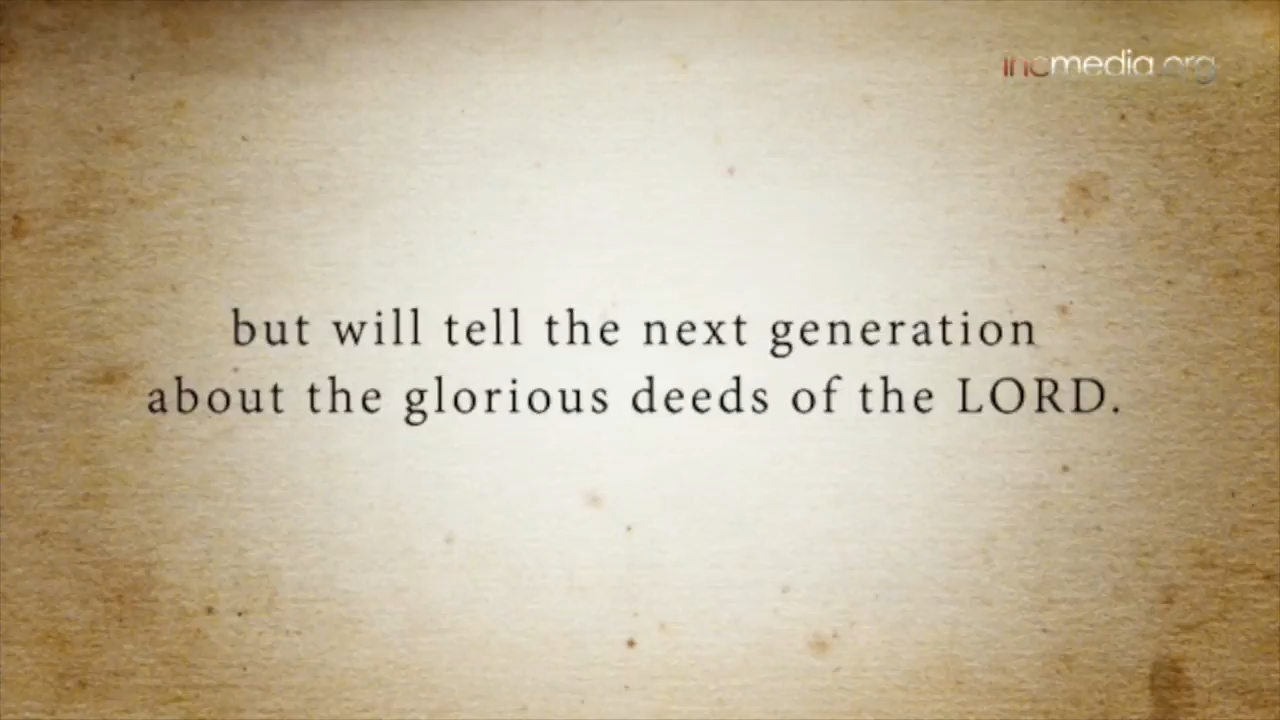 incmedia.org
but will tell the next generation
about the glorious deeds of the LORD.